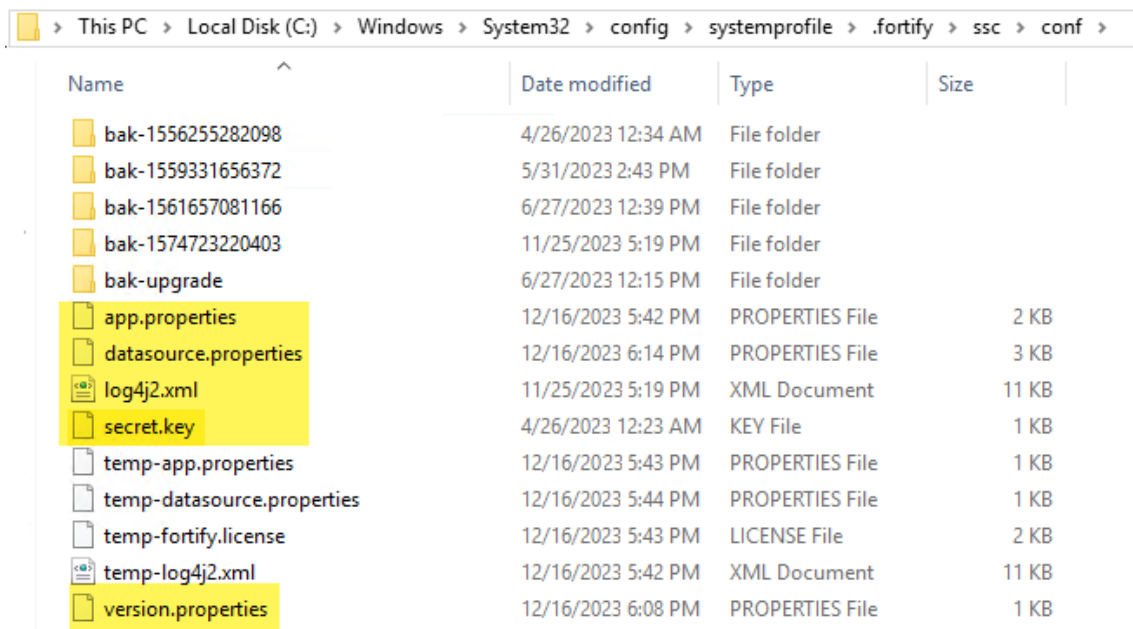 This PC > Local Disk (C:) > Windows > System32 > config > systemprofile > .fortify > ssc > conf >
Name Date modified Type Size
bak-1556255282098 4/26/2023 12:34 AM File folder
bak-1559331656372 5/31/2023 2:43 PM File folder
bak-1561657081166 6/27/2023 12:39 PM File folder
bak-1574723220403 11/25/2023 5:19 PM File folder
bak-upgrade 6/27/2023 12:15 PM File folder
app.properties 12/16/2023 5:42 PM PROPERTIES File 2 KB
datasource.properties 12/16/2023 6:14 PM PROPERTIES File 3 KB
log4j2.xml 11/25/2023 5:19 PM XML Document 11 KB
secret.key 4/26/2023 12:23 AM KEY File 1 KB
temp-app.properties 12/16/2023 5:43 PM PROPERTIES File 1 KB
temp-datasource.properties 12/16/2023 5:44 PM PROPERTIES File 1 KB
temp-fortify.license 12/16/2023 5:43 PM LICENSE File 2 KB
temp-log4j2.xml 12/16/2023 5:42 PM XML Document 11 KB
version.properties 12/16/2023 6:08 PM PROPERTIES File 1 KB